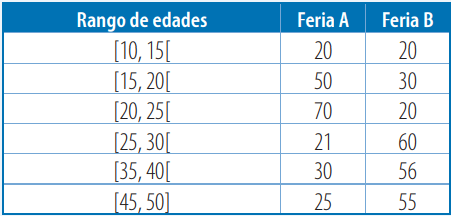 Rango de edades Feria A Feria B
[10, 15[ 20 20
[15, 20[ 50 30
[20, 25[ 70 20
[25, 30[ 21 60
[35, 40[ 30 56
[45, 50] 25 55